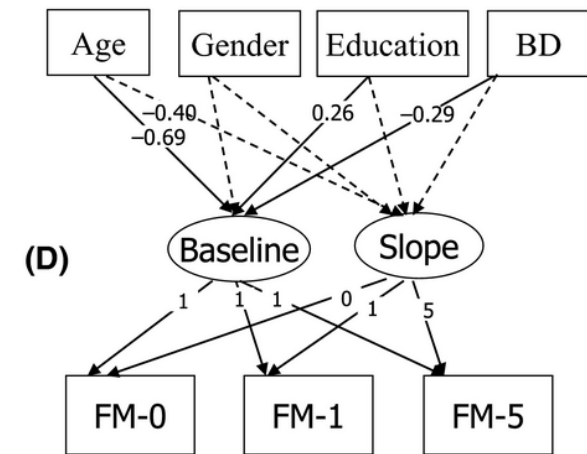 Age Gender Education BD
−0.40 0.26 −0.29
−0.69
(D) Baseline Slope
1 1 1 0 1 5
FM-0 FM-1 FM-5